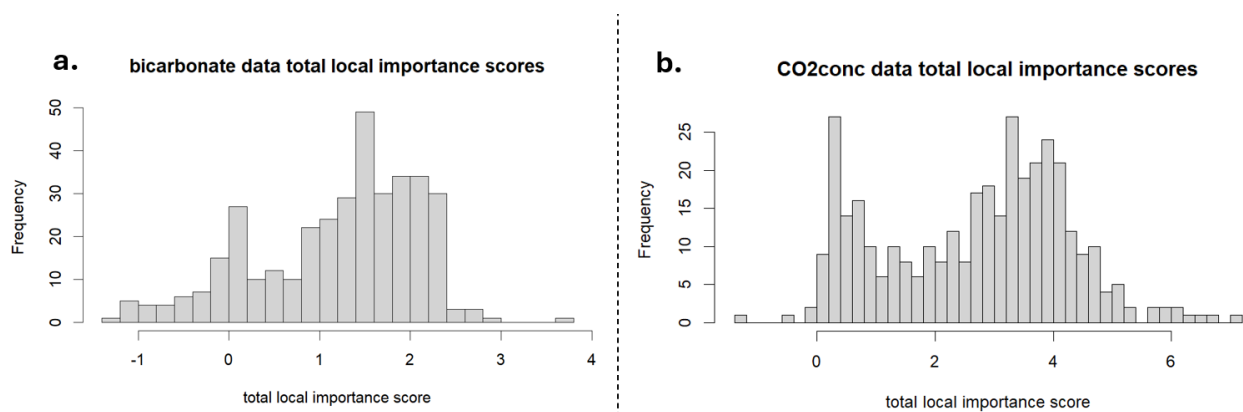 a.
bicarbonate data total local importance scores
Frequency
50
40
30
20
10
0
-1 0 1 2 3 4
total local importance score
b.
CO2conc data total local importance scores
Frequency
25
20
15
10
5
0
0 2 4 6
total local importance score